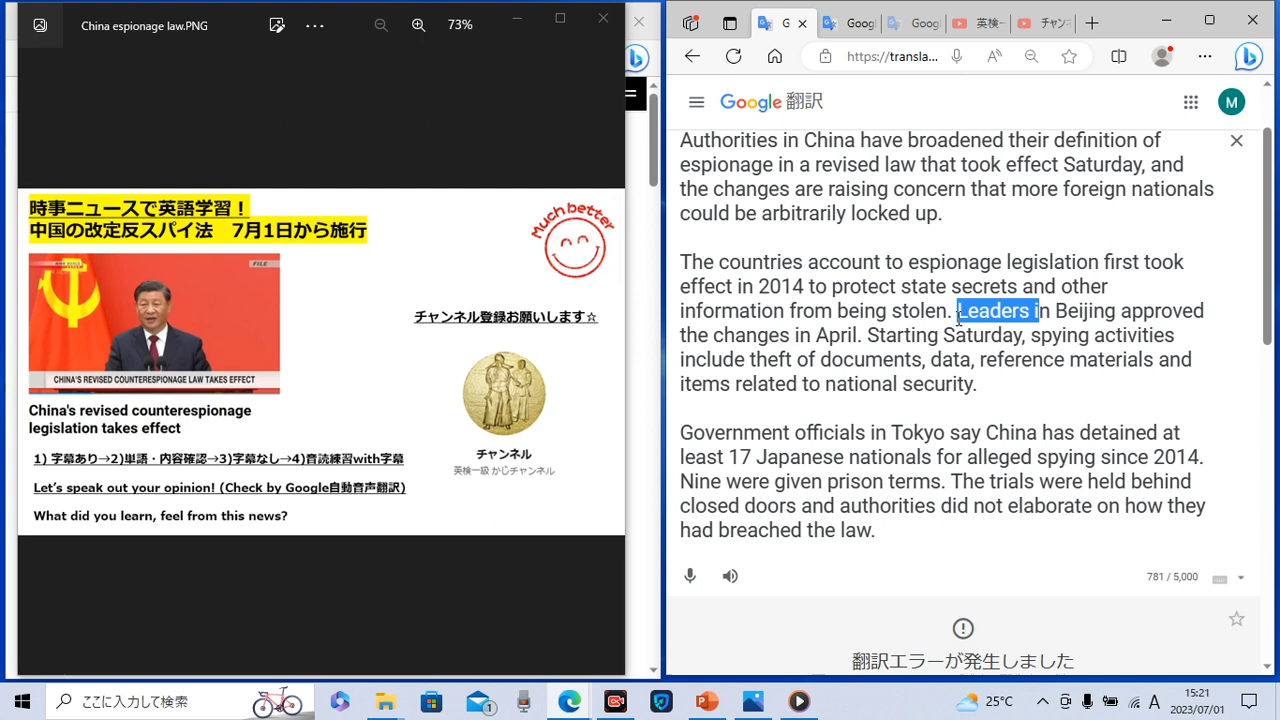 China espionage law.PNG
73%
時事ニュースで英語学習！
中国の改定反スパイ法　7月1日から施行
Much better
FILE
CHINA'S REVISED COUNTERESPIONAGE LAW TAKES EFFECT
China's revised counterespionage
legislation takes effect
チャンネル登録お願いします☆
チャンネル
英検一級 かじチャンネル
1) 字幕あり→2)単語・内容確認→3)字幕なし→4)音読練習with字幕
Let's speak out your opinion! (Check by Google自動音声翻訳)
What did you learn, feel from this news?
G
Googl
Googl
英検一
チャンネ
https://transla...
Google 翻訳
M
Authorities in China have broadened their definition of
espionage in a revised law that took effect Saturday, and
the changes are raising concern that more foreign nationals
could be arbitrarily locked up.
The countries account to espionage legislation first took
effect in 2014 to protect state secrets and other
information from being stolen. Leaders in Beijing approved
the changes in April. Starting Saturday, spying activities
include theft of documents, data, reference materials and
items related to national security.
Government officials in Tokyo say China has detained at
least 17 Japanese nationals for alleged spying since 2014.
Nine were given prison terms. The trials were held behind
closed doors and authorities did not elaborate on how they
had breached the law.
781 / 5,000
翻訳エラーが発生しました
ここに入力して検索
1
25°C
A
15:21
2023/07/01